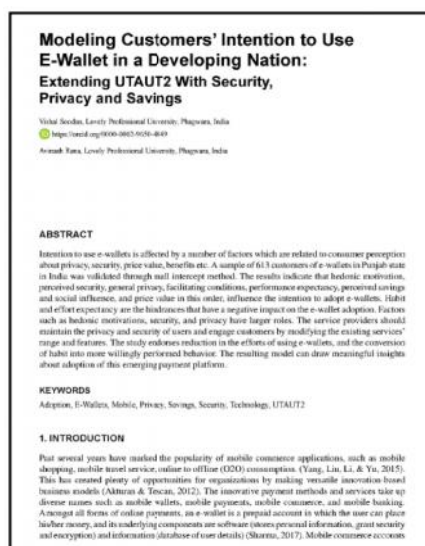 Modeling Customers' Intention to Use
E-Wallet in a Developing Nation:
Extending UTAUT2 With Security,
Privacy and Savings
Vishal Soodan, Lovely Professional University, Phagwara, India
Avinash Rana, Lovely Professional University, Phagwara, India
ABSTRACT
Intention to use e-wallets is affected by a number of factors which are related to consumer perception
about privacy, security, price value, benefits etc. A sample of 613 customers of e-wallets in Punjab state
in India was validated through mall intercept method. The results indicate that hedonic motivation,
perceived security, general privacy, facilitating conditions, performance expectancy, perceived savings
and social influence, and price value in this order, influence the intention to adopt e-wallets. Habit
and effort expectancy are the hindrances that have a negative impact on the e-wallet adoption. Factors
such as hedonic motivations, security, and privacy have larger roles. The service providers should
maintain the privacy and security of users and engage customers by modifying the existing services'
range and features. The study endorses reduction in the efforts of using e-wallets, and the conversion
of habit into more willingly performed behavior. The resulting model can draw meaningful insights
about adoption of this emerging payment platform.
KEYWORDS
Adoption, E-Wallets, Mobile, Privacy, Savings, Security, Technology, UTAUT2
1. INTRODUCTION
Past several years have marked the popularity of mobile commerce applications, such as mobile
shopping, mobile travel service, online to offline (O2O) consumption. (Yang, Liu, Li, & Yu, 2015).
This has created plenty of opportunities for organizations by making versatile innovation-based
business models (Akturan & Tescan, 2012). The innovative payment methods and services take up
diverse names such as mobile wallets, mobile payments, mobile commerce, and mobile banking.
Amongst all forms of online payments, an e-wallet is a prepaid account in which the user can place
his/her money, and its underlying components are software (stores personal information, grant security
and encryption) and information (database of user details) (Sharma, 2017). Mobile commerce accounts